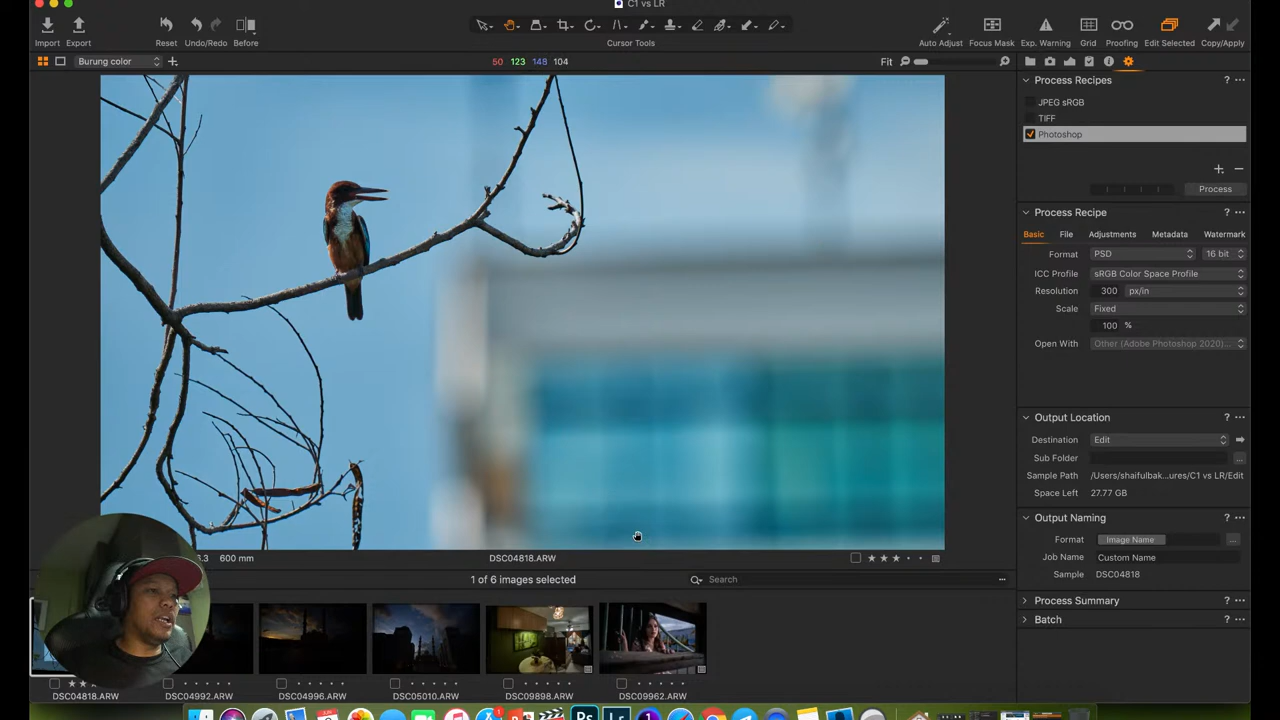 C1 vs LR
Import Export Reset Undo/Redo Before Cursor Tools Auto Adjust Focus Mask Exp. Warning Grid Proofing Edit Selected Copy/Apply
Burung color 50 123 148 104 Fit
Process Recipes ? ...
JPEG sRGB
TIFF
Photoshop
Process
Process Recipe ? ...
Basic File Adjustments Metadata Watermark
Format PSD 16 bit
ICC Profile sRGB Color Space Profile
Resolution 300 px/in
Scale Fixed
100 %
Open With Other (Adobe Photoshop 2020)...
Output Location ? ...
Destination Edit
Sub Folder ...
Sample Path /Users/shaifulbak...ures/C1 vs LR/Edit
Space Left 27.77 GB
Output Naming ? ...
Format Image Name ...
Job Name Custom Name
Sample DSC04818
Process Summary ? ...
Batch ? ...
600 mm DSC04818.ARW
1 of 6 images selected Search ...
DSC04818.ARW DSC04992.ARW DSC04996.ARW DSC05010.ARW DSC09898.ARW DSC09962.ARW
Ps Lr